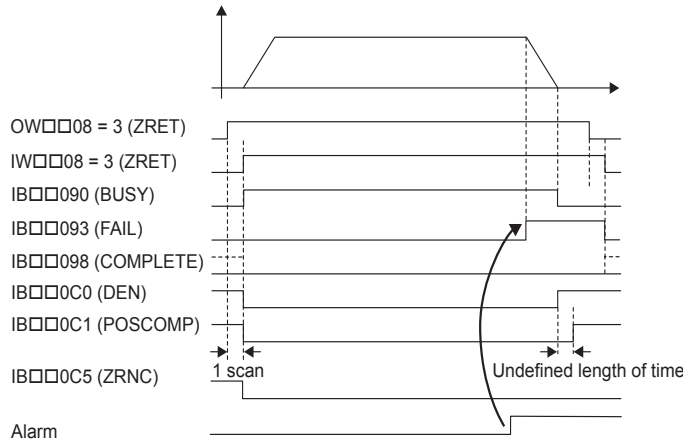 OW□□08 = 3 (ZRET)
IW□□08 = 3 (ZRET)
IB□□090 (BUSY)
IB□□093 (FAIL)
IB□□098 (COMPLETE)
IB□□0C0 (DEN)
IB□□0C1 (POSCOMP)
1 scan
Undefined length of time
IB□□0C5 (ZRNC)
Alarm